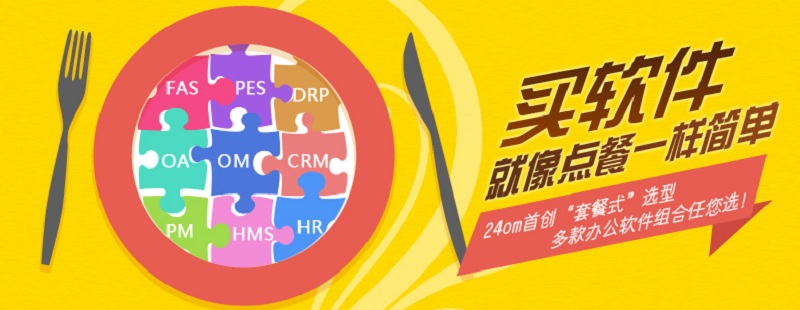 FAS PES DRP
OA OM CRM
PM HMS HR
买软件
就像点餐一样简单
24om首创“套餐式”选型
多款办公软件组合任您选!